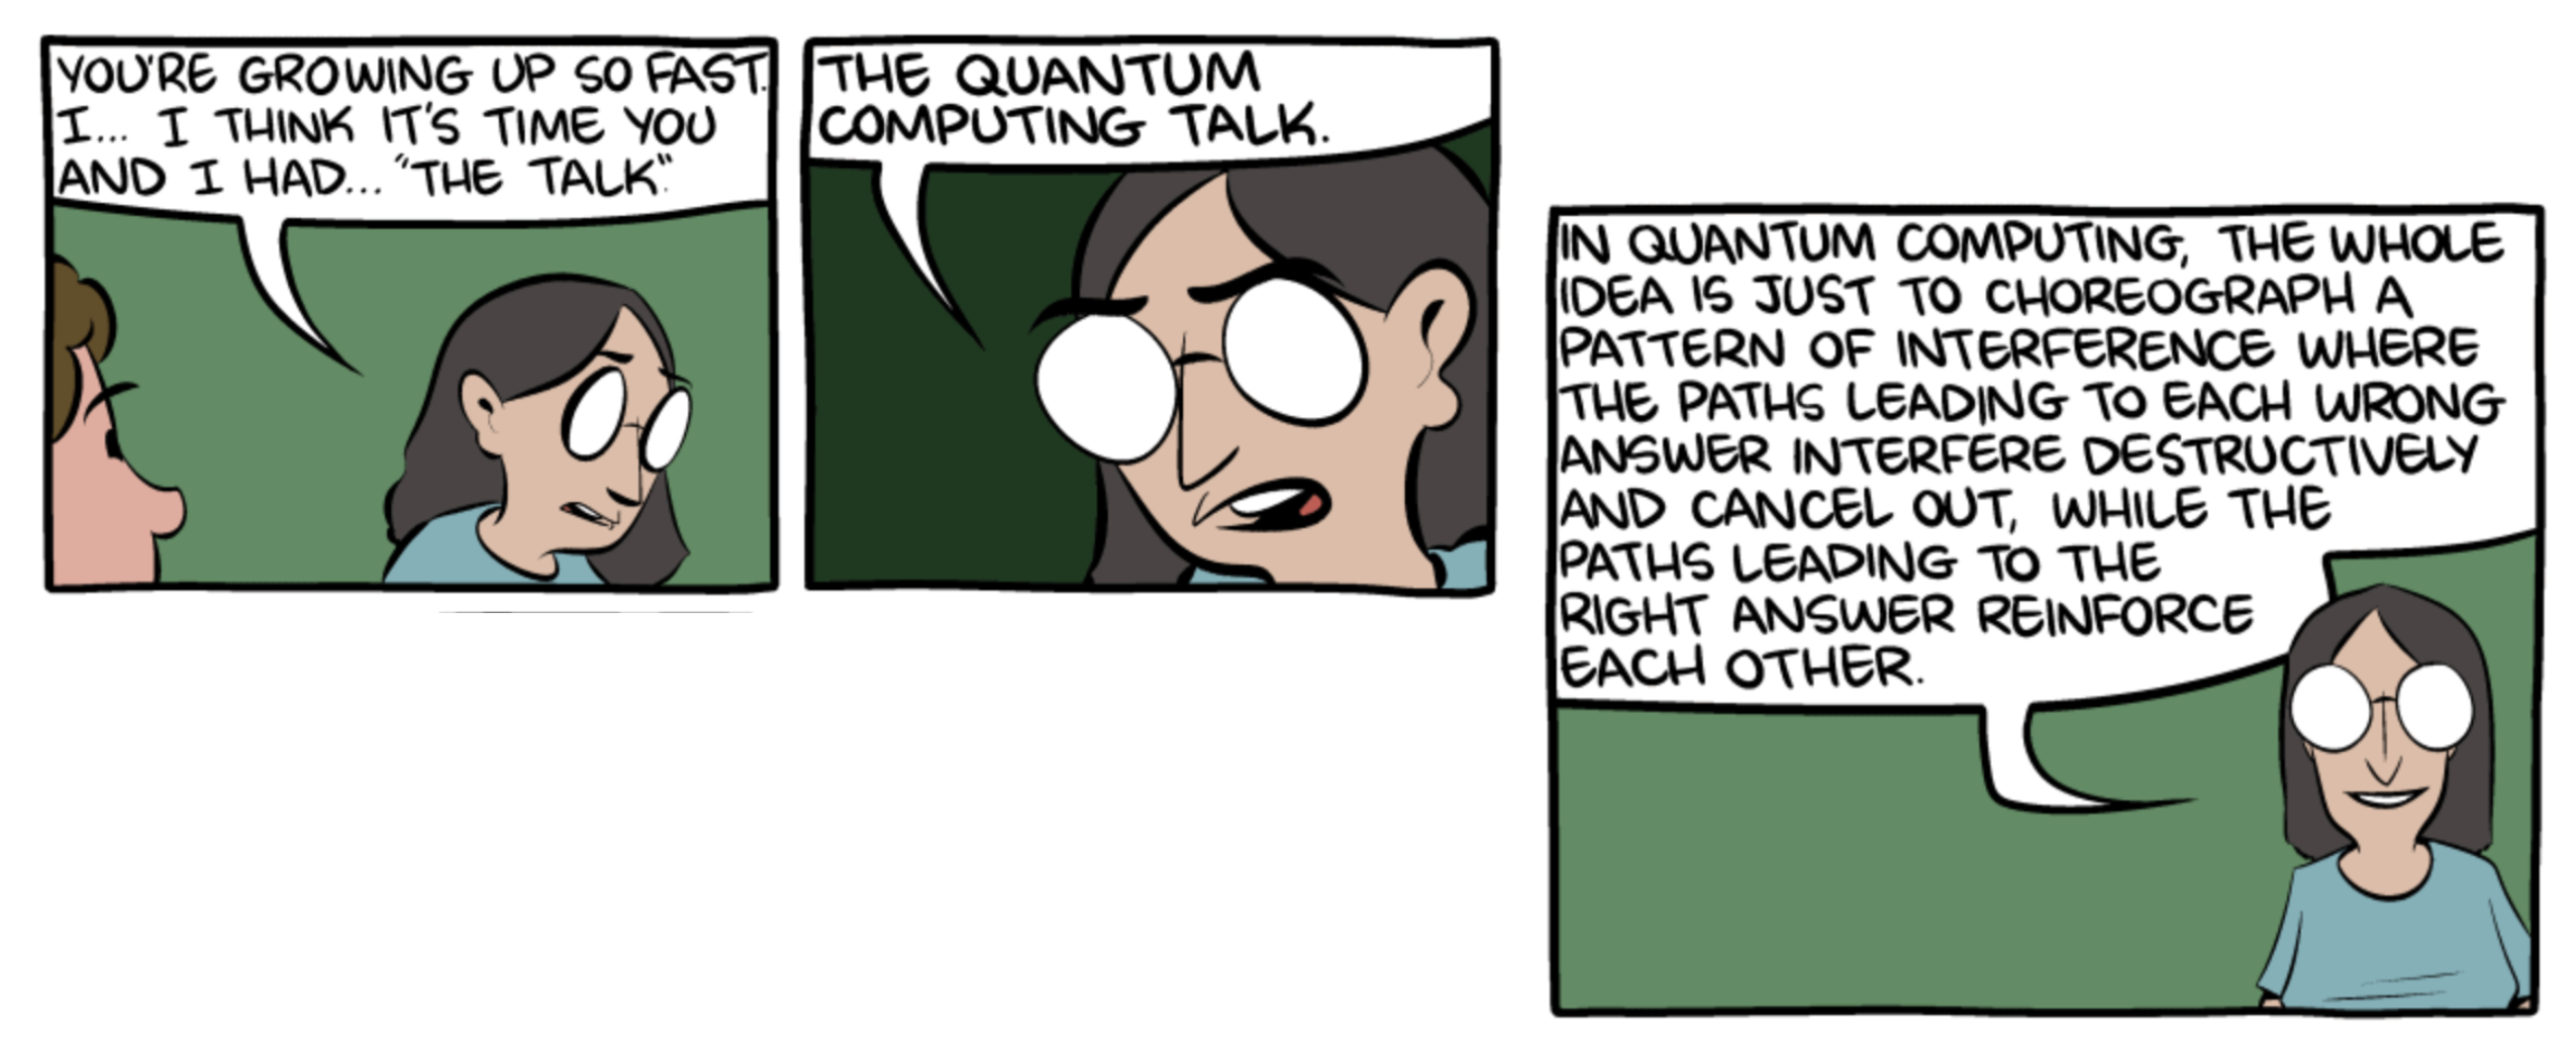 YOU'RE GROWING UP SO FAST.
I... I THINK IT'S TIME YOU
AND I HAD... "THE TALK".
THE QUANTUM
COMPUTING TALK.
IN QUANTUM COMPUTING, THE WHOLE
IDEA IS JUST TO CHOREOGRAPH A
PATTERN OF INTERFERENCE WHERE
THE PATHS LEADING TO EACH WRONG
ANSWER INTERFERE DESTRUCTIVELY
AND CANCEL OUT, WHILE THE
PATHS LEADING TO THE
RIGHT ANSWER REINFORCE
EACH OTHER.